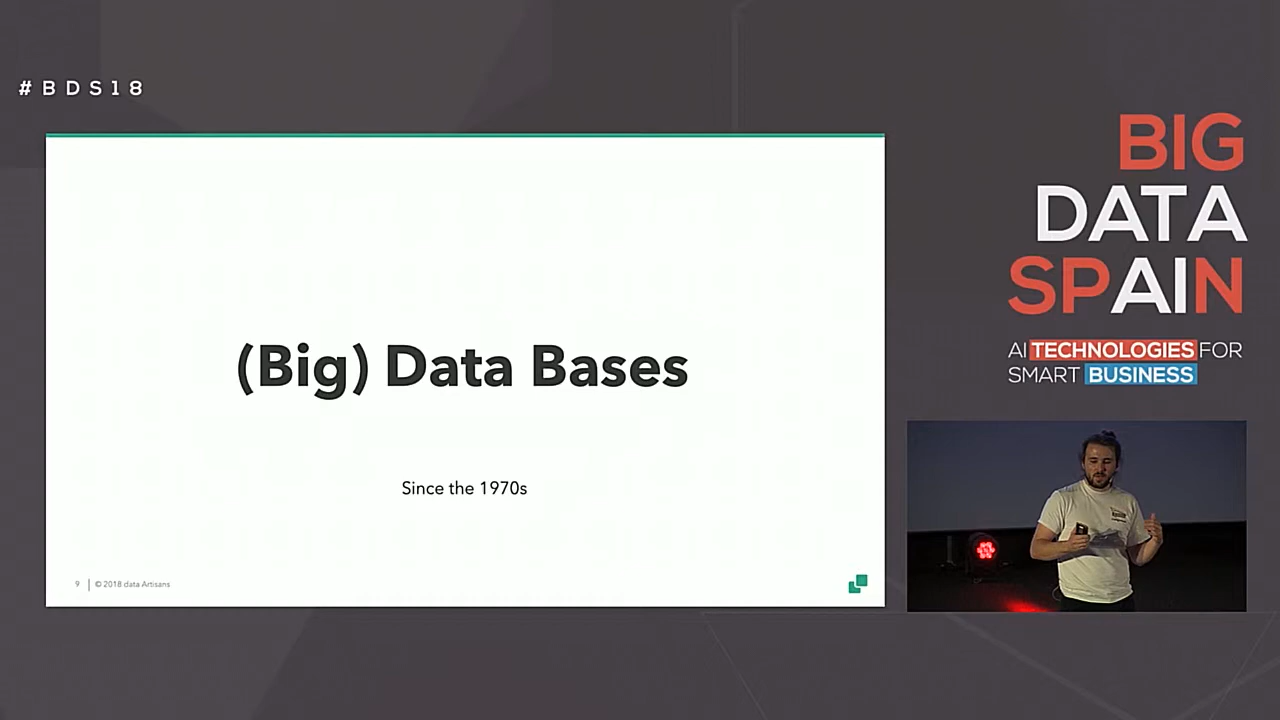 #BDS18
(Big) Data Bases
Since the 1970s
9 © 2018 data Artisans
BIG
DATA
SPAIN
AI TECHNOLOGIES FOR
SMART BUSINESS